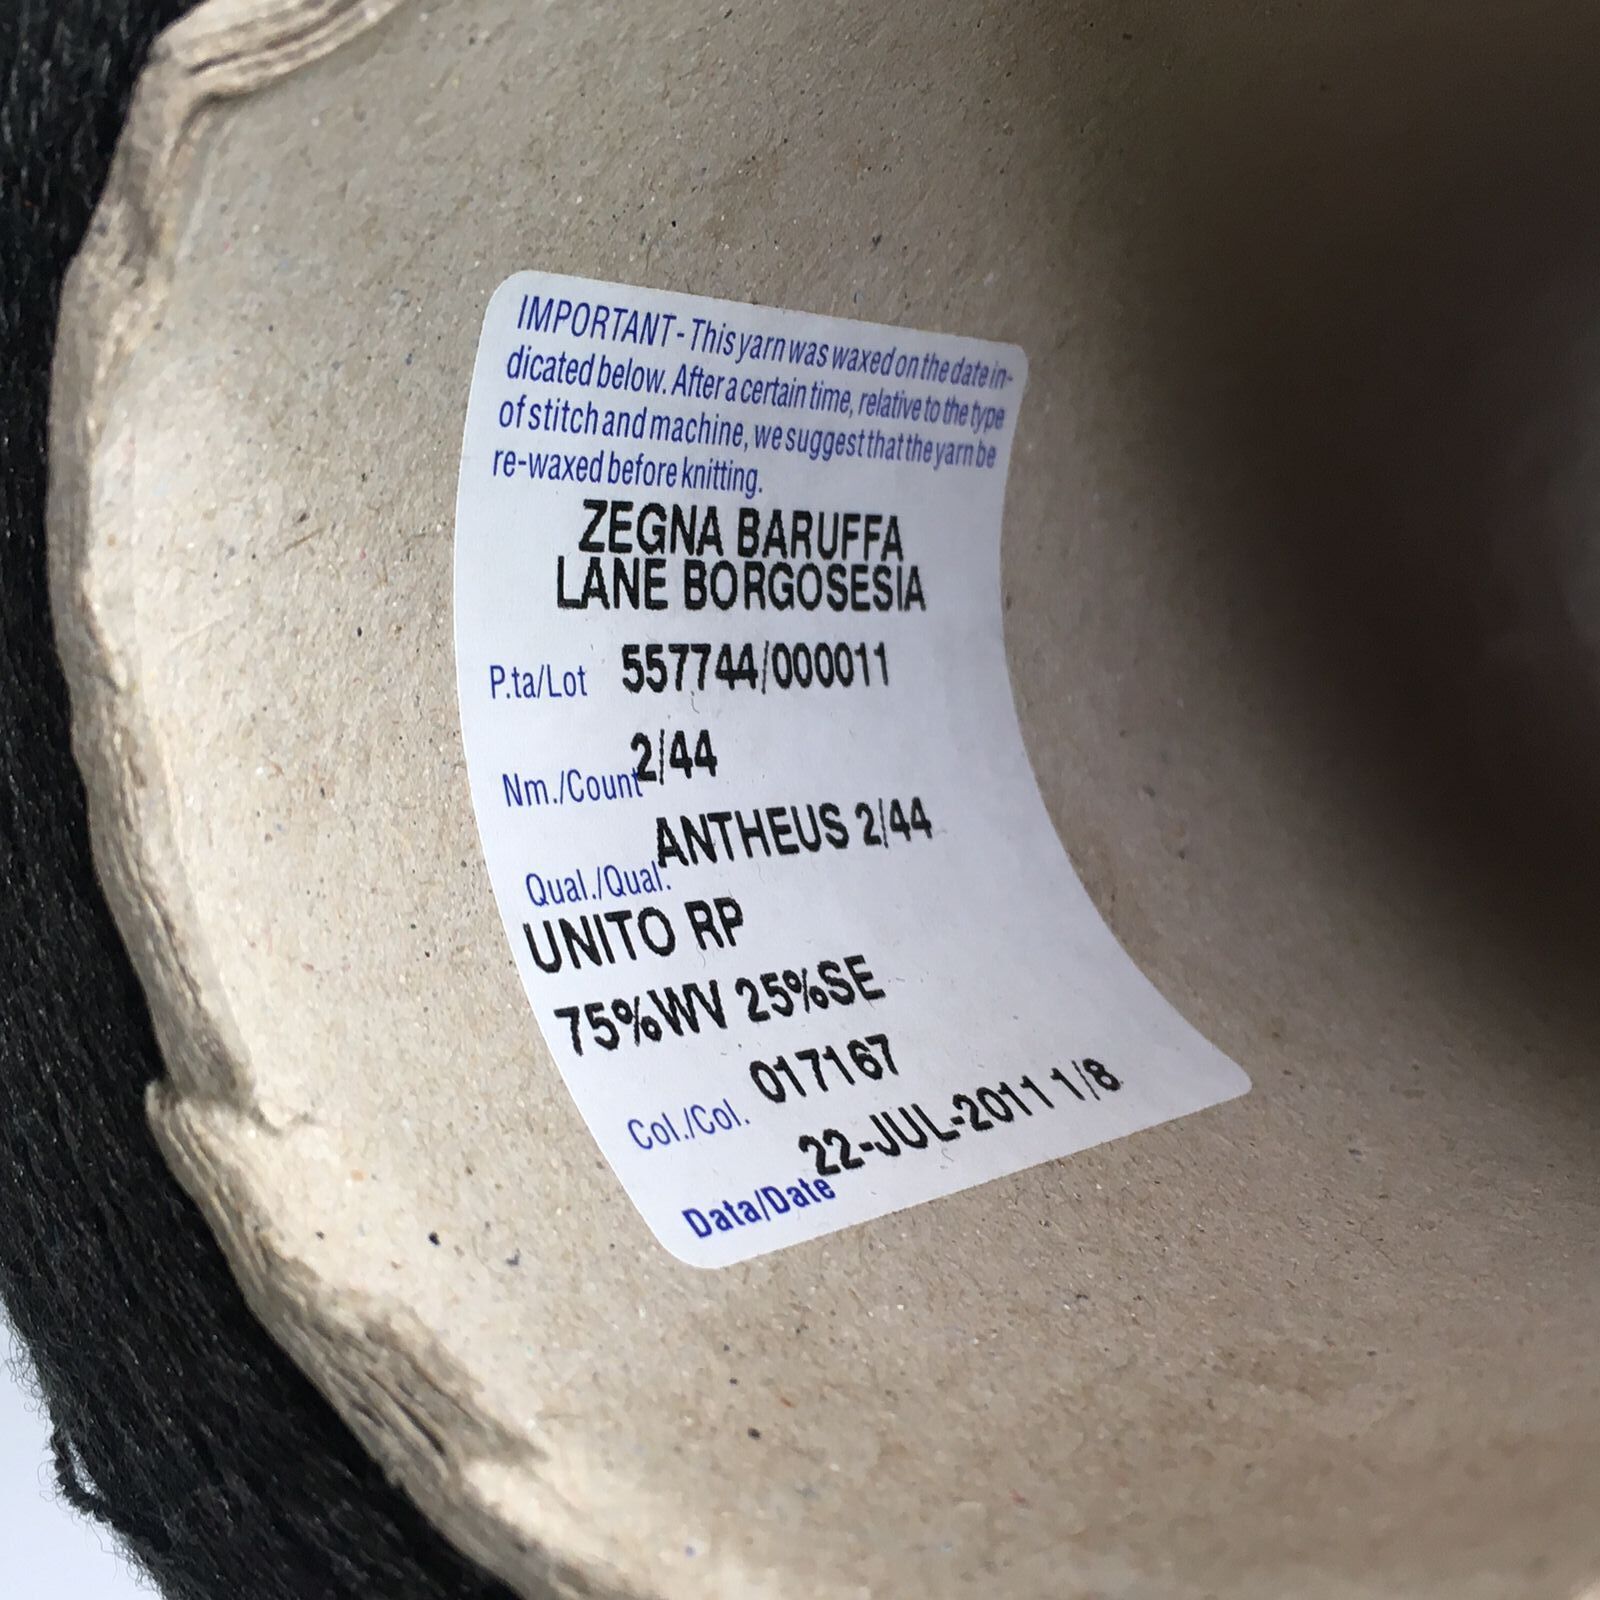 IMPORTANT - This yarn was waxed on the date in-
dicated below. After a certain time, relative to the type
of stitch and machine, we suggest that the yarn be
re-waxed before knitting.
ZEGNA BARUFFA
LANE BORGOSESIA
P.ta/Lot 557744/000011
Nm./Count 2/44
Qual./Qual. ANTHEUS 2/44
UNITO RP
75%WV 25%SE
Col./Col. 017167
Data/Date 22-JUL-2011 1/8